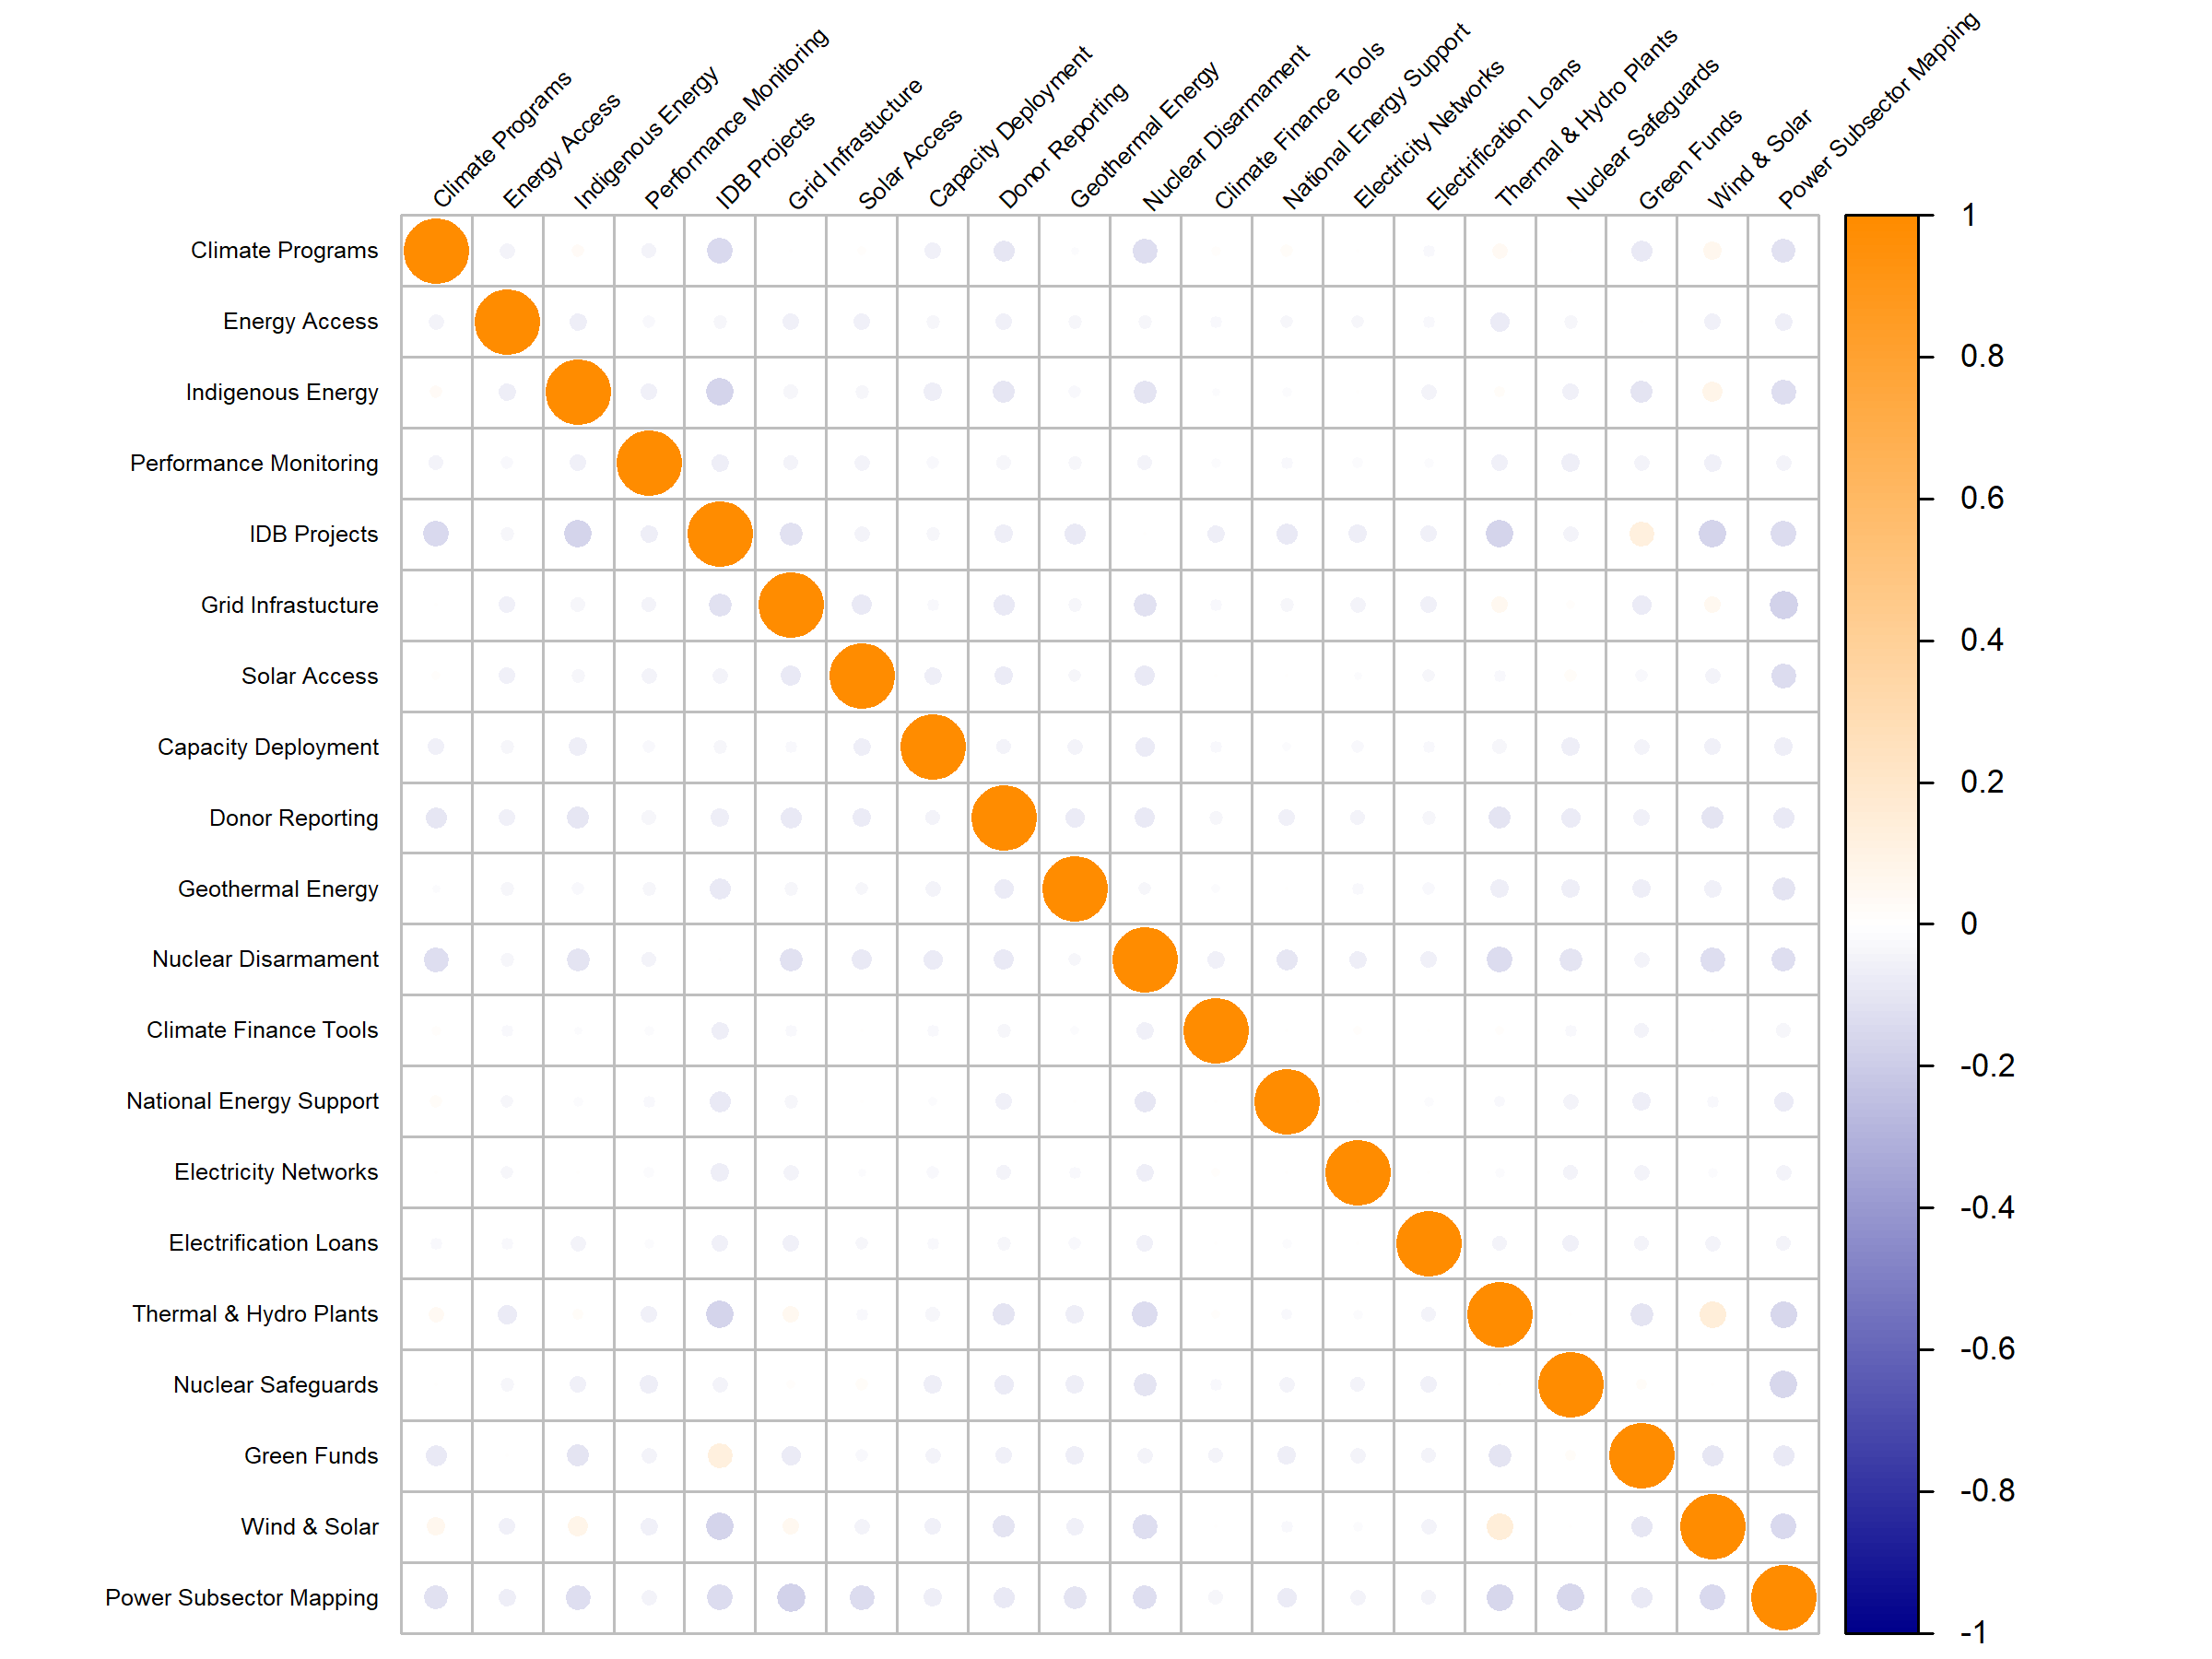 Climate Programs
Energy Access
Indigenous Energy
Performance Monitoring
IDB Projects
Grid Infrastucture
Solar Access
Capacity Deployment
Donor Reporting
Geothermal Energy
Nuclear Disarmament
Climate Finance Tools
National Energy Support
Electricity Networks
Electrification Loans
Thermal & Hydro Plants
Nuclear Safeguards
Green Funds
Wind & Solar
Power Subsector Mapping
Climate Programs
Energy Access
Indigenous Energy
Performance Monitoring
IDB Projects
Grid Infrastucture
Solar Access
Capacity Deployment
Donor Reporting
Geothermal Energy
Nuclear Disarmament
Climate Finance Tools
National Energy Support
Electricity Networks
Electrification Loans
Thermal & Hydro Plants
Nuclear Safeguards
Green Funds
Wind & Solar
Power Subsector Mapping
1
0.8
0.6
0.4
0.2
0
-0.2
-0.4
-0.6
-0.8
-1